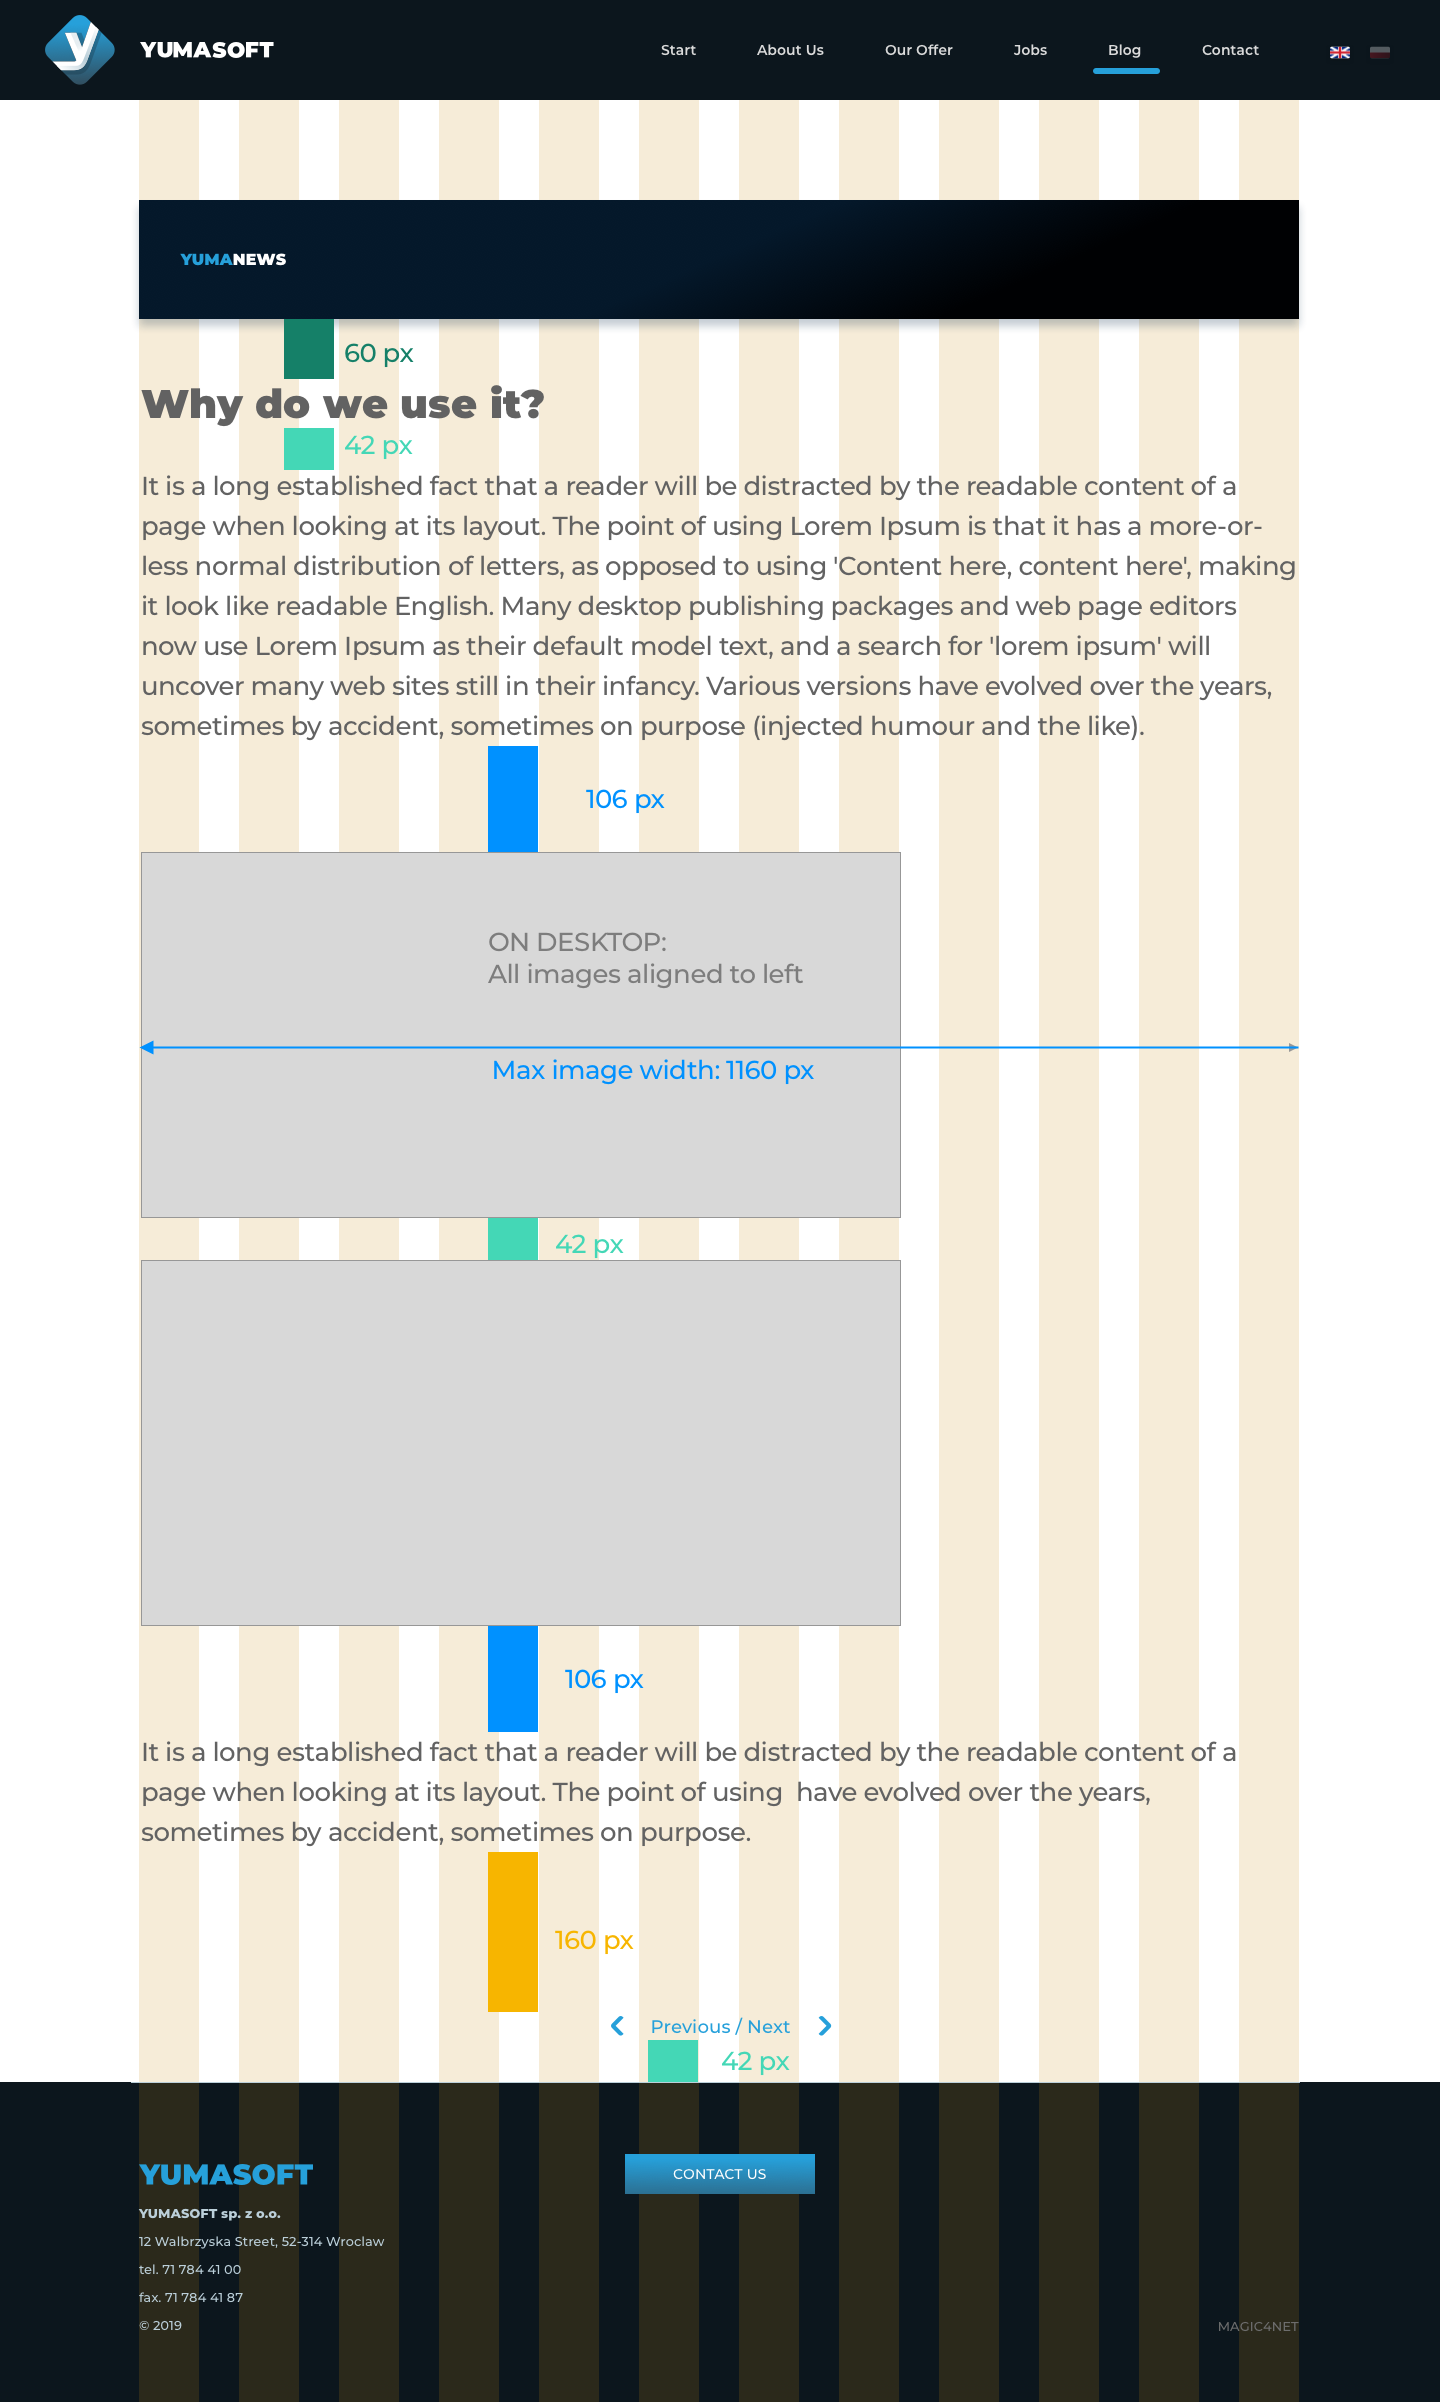 YUMASOFT
Start About Us Our Offer Jobs Blog Contact
YUMANEWS
60 px
Why do we use it?
42 px
It is a long established fact that a reader will be distracted by the readable content of a
page when looking at its layout. The point of using Lorem Ipsum is that it has a more-or-
less normal distribution of letters, as opposed to using 'Content here, content here', making
it look like readable English. Many desktop publishing packages and web page editors
now use Lorem Ipsum as their default model text, and a search for 'lorem ipsum' will
uncover many web sites still in their infancy. Various versions have evolved over the years,
sometimes by accident, sometimes on purpose (injected humour and the like).
106 px
ON DESKTOP:
All images aligned to left
Max image width: 1160 px
42 px
106 px
It is a long established fact that a reader will be distracted by the readable content of a
page when looking at its layout. The point of using  have evolved over the years,
sometimes by accident, sometimes on purpose.
160 px
Previous / Next
42 px
YUMASOFT
CONTACT US
YUMASOFT sp. z o.o.
12 Walbrzyska Street, 52-314 Wroclaw
tel. 71 784 41 00
fax. 71 784 41 87
© 2019
MAGIC4NET